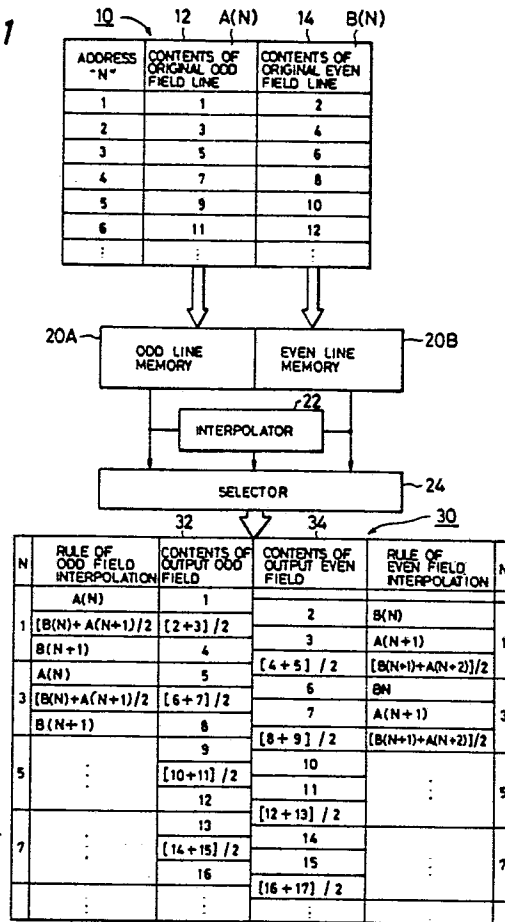 1
10 12 A(N) 14 B(N)
ADDRESS "N" CONTENTS OF ORIGINAL ODD FIELD LINE CONTENTS OF ORIGINAL EVEN FIELD LINE
1 1 2
2 3 4
3 5 6
4 7 8
5 9 10
6 11 12
⋮ ⋮ ⋮
20A ODD LINE MEMORY EVEN LINE MEMORY 20B
22
INTERPOLATOR
SELECTOR 24
32 34 30
N RULE OF ODD FIELD INTERPOLATION CONTENTS OF OUTPUT ODD FIELD CONTENTS OF OUTPUT EVEN FIELD RULE OF EVEN FIELD INTERPOLATION N
1 A(N) 1
[B(N)+A(N+1)/2 [2+3]/2
B(N+1) 4
2 B(N) 1
3 A(N+1)
[4+5]/2 [B(N+1)+A(N+2)]/2
3 A(N) 5
[B(N)+A(N+1)/2 [6+7]/2
B(N+1) 8
6 BN 3
7 A(N+1)
[8+9]/2 [B(N+1)+A(N+2)]/2
5 ⋮ 9
[10+11]/2
12
10 ⋮ 5
11
[12+13]/2
7 ⋮ 13
[14+15]/2
16
14 ⋮ 7
15
[16+17]/2
⋮ ⋮ ⋮ ⋮ ⋮ ⋮